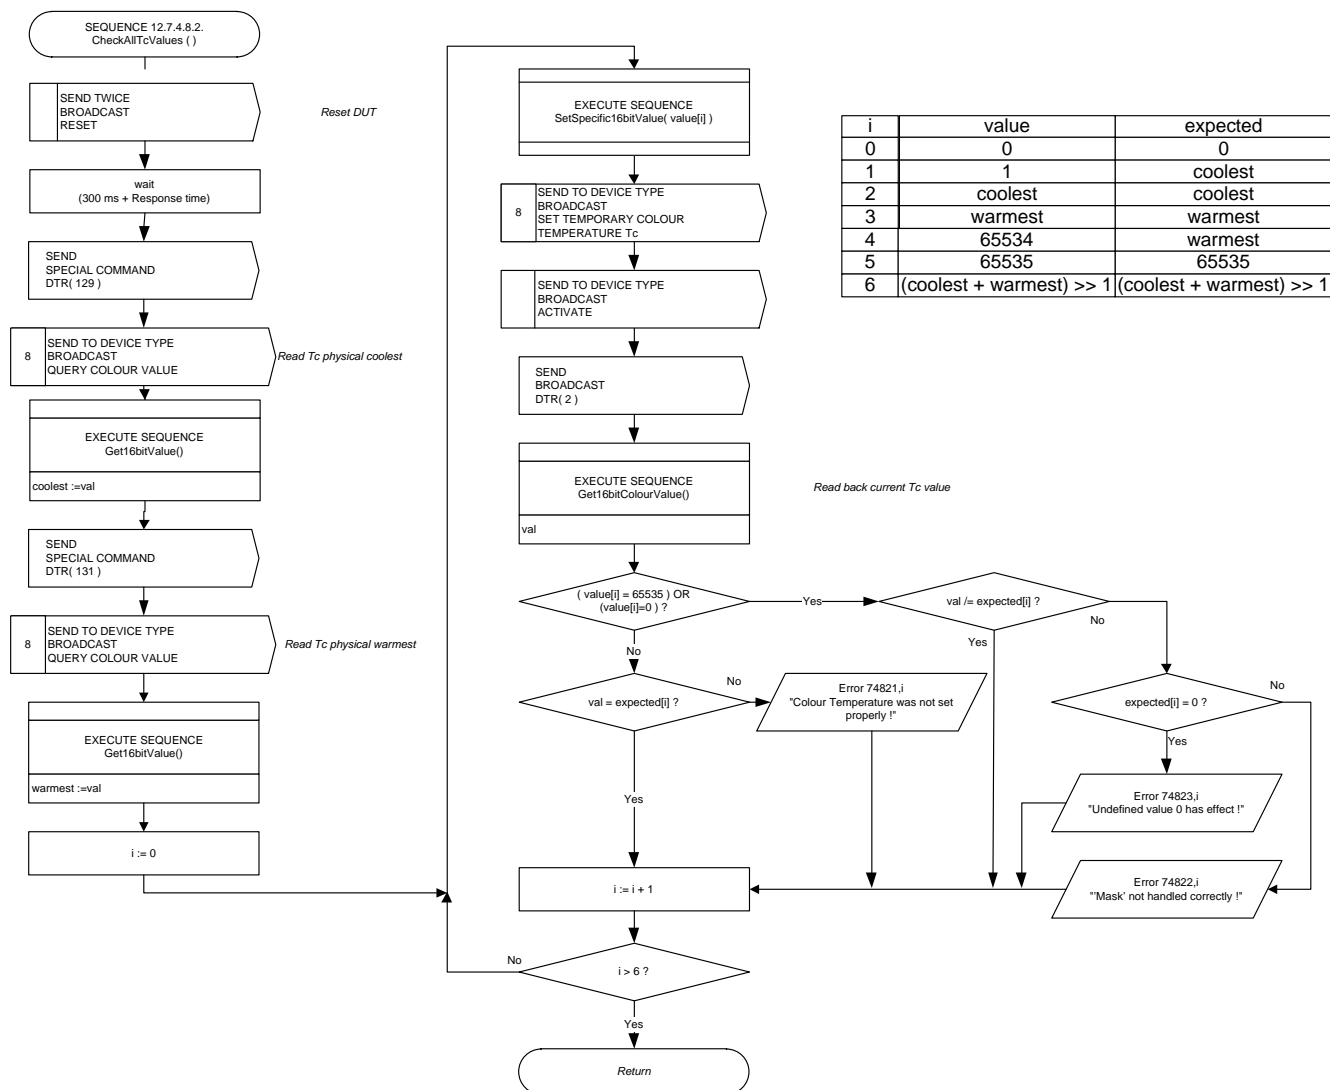 SEQUENCE 12.7.4.8.2.
CheckAllTcValues ( )
SEND TWICE
BROADCAST
RESET
Reset DUT
wait
(300 ms + Response time)
SEND
SPECIAL COMMAND
DTR( 129 )
8
SEND TO DEVICE TYPE
BROADCAST
QUERY COLOUR VALUE
Read Tc physical coolest
EXECUTE SEQUENCE
Get16bitValue()
coolest :=val
SEND
SPECIAL COMMAND
DTR( 131 )
8
SEND TO DEVICE TYPE
BROADCAST
QUERY COLOUR VALUE
Read Tc physical warmest
EXECUTE SEQUENCE
Get16bitValue()
warmest :=val
i := 0
EXECUTE SEQUENCE
SetSpecific16bitValue( value[i] )
8
SEND TO DEVICE TYPE
BROADCAST
SET TEMPORARY COLOUR
TEMPERATURE Tc
SEND TO DEVICE TYPE
BROADCAST
ACTIVATE
SEND
BROADCAST
DTR( 2 )
EXECUTE SEQUENCE
Get16bitColourValue()
val
Read back current Tc value
( value[i] = 65535 ) OR
(value[i]=0 ) ?
Yes
No
val /= expected[i] ?
No
Yes
val = expected[i] ?
No
Yes
Error 74821,i
"Colour Temperature was not set
properly !"
expected[i] = 0 ?
No
Yes
Error 74823,i
"Undefined value 0 has effect !"
Error 74822,i
"'Mask' not handled correctly !"
i := i + 1
i > 6 ?
No
Yes
Return
i value expected
0 0 0
1 1 coolest
2 coolest coolest
3 warmest warmest
4 65534 warmest
5 65535 65535
6 (coolest + warmest) >> 1 (coolest + warmest) >> 1